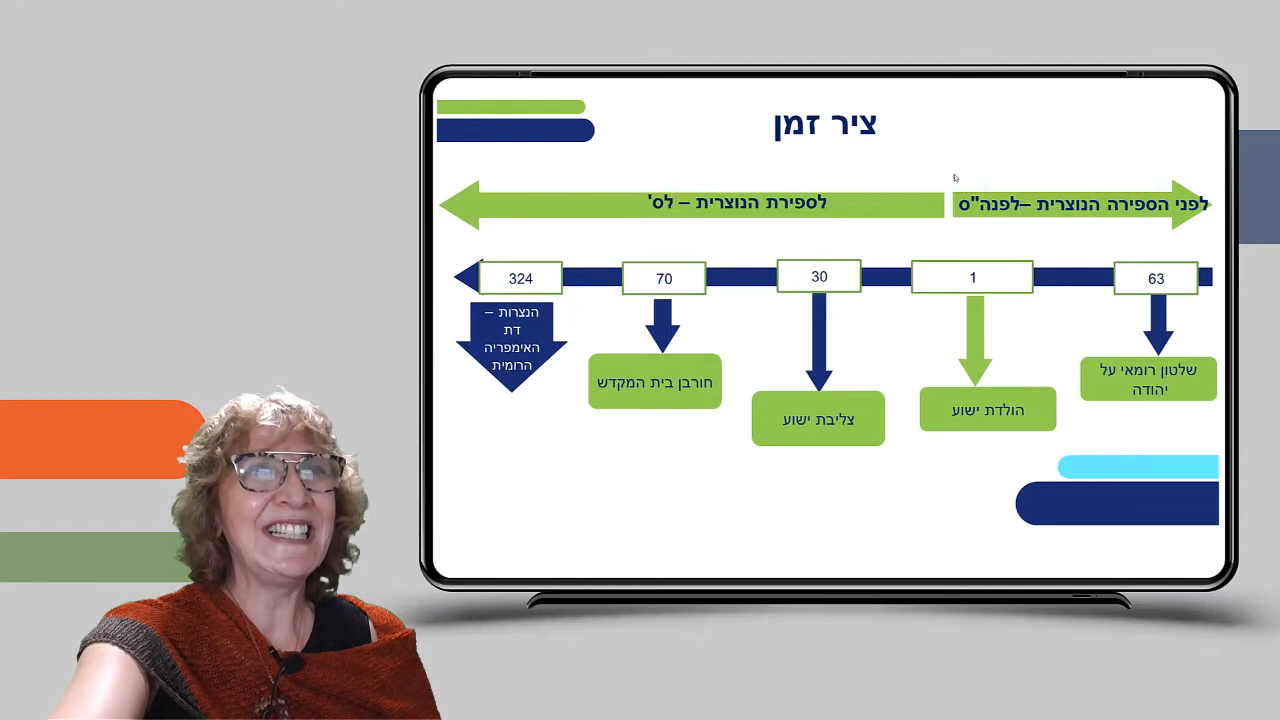 ציר זמן
לפני הספירה הנוצרית –לפנה"ס
לספירת הנוצרית – לס'
63
1
30
70
324
שלטון רומאי על
יהודה
הולדת ישוע
צליבת ישוע
חורבן בית המקדש
הנצרות –
דת
האימפריה
הרומית